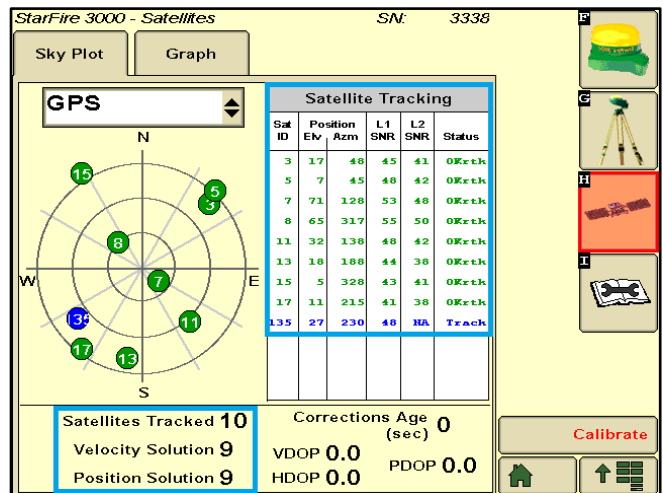 StarFire 3000 - Satellites SN: 3338
Sky Plot Graph
GPS
N
W
E
S
15
5
3
8
7
135
11
17
13
Satellite Tracking
Sat ID Position Elv Azm L1 SNR L2 SNR Status
3 17 48 45 41 OKrtk
5 7 45 48 42 OKrtk
7 71 128 53 48 OKrtk
8 65 317 55 50 OKrtk
11 32 138 48 42 OKrtk
13 18 188 44 38 OKrtk
15 5 328 43 41 OKrtk
17 11 215 41 38 OKrtk
135 27 230 48 NA Track
Satellites Tracked 10
Velocity Solution 9
Position Solution 9
Corrections Age (sec) 0
VDOP 0.0
HDOP 0.0
PDOP 0.0
F
G
H
I
Calibrate